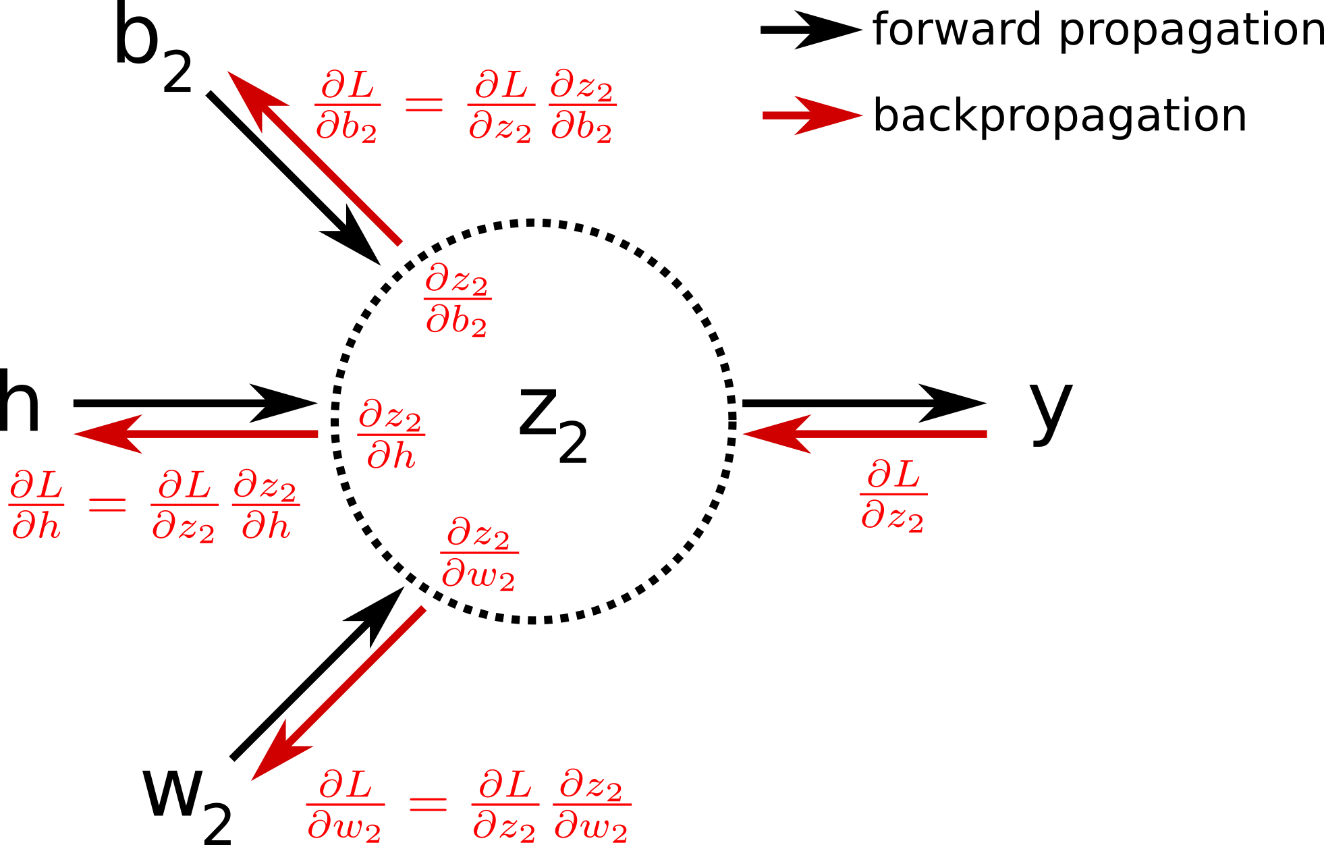 b₂
forward propagation
∂L/∂b₂ = ∂L/∂z₂ ∂z₂/∂b₂
backpropagation
∂z₂/∂b₂
h
∂z₂/∂h
z₂
y
∂L/∂h = ∂L/∂z₂ ∂z₂/∂h
∂L/∂z₂
∂z₂/∂w₂
w₂
∂L/∂w₂ = ∂L/∂z₂ ∂z₂/∂w₂